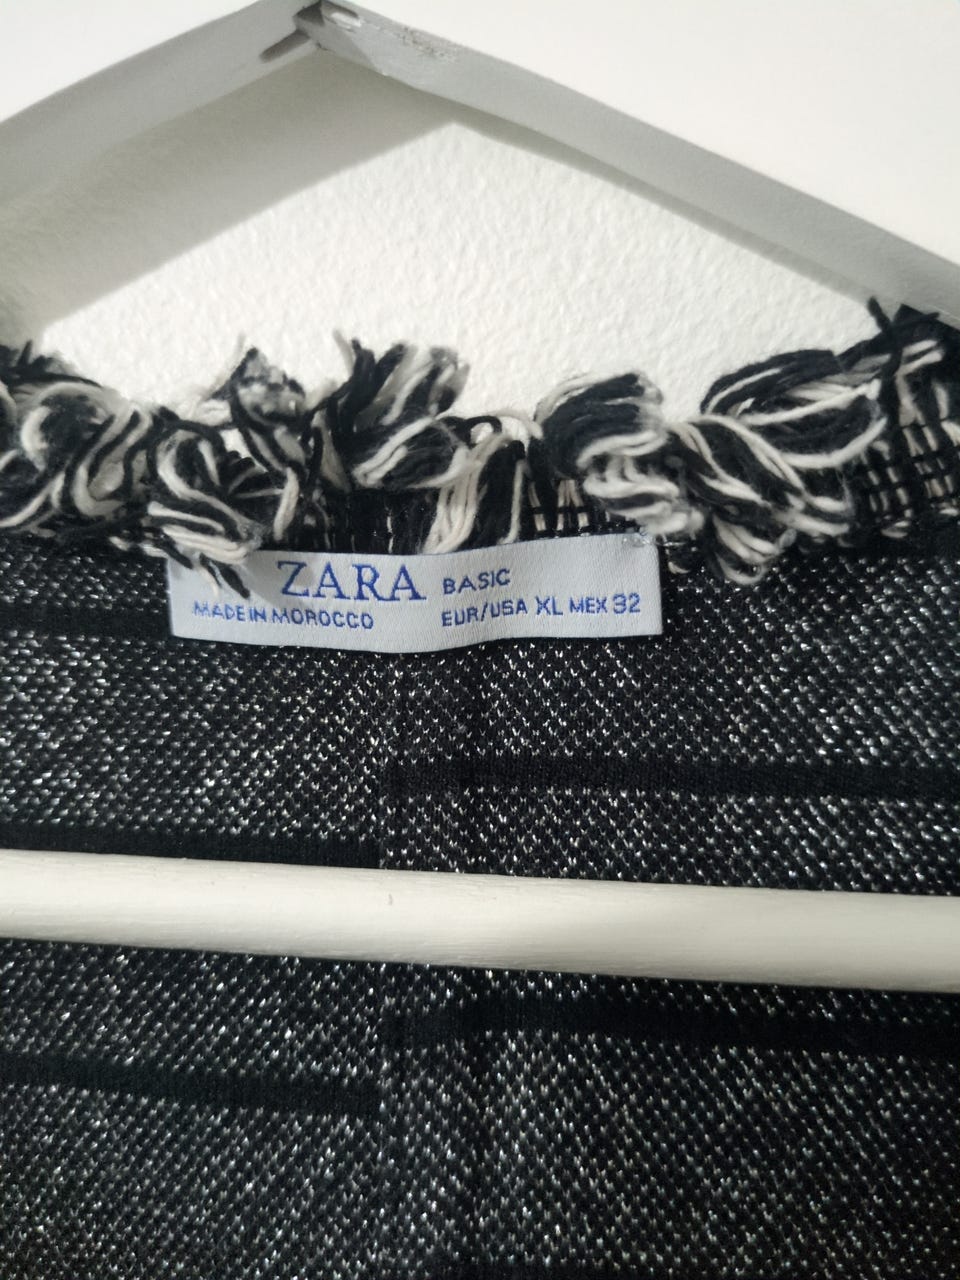 ZARA BASIC
MADE IN MOROCCO EUR/USA XL MEX 32